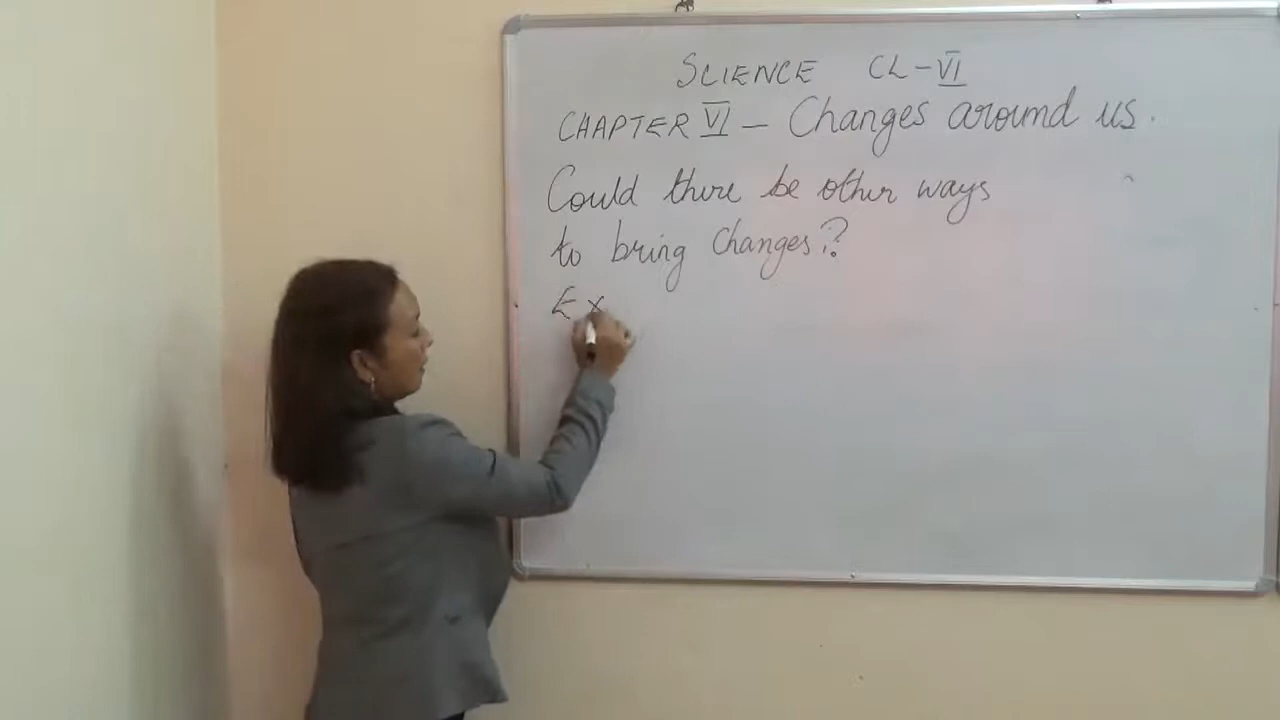 SCIENCE CL-VI
CHAPTER VI — Changes around us.
Could there be other ways
to bring changes??
Ex